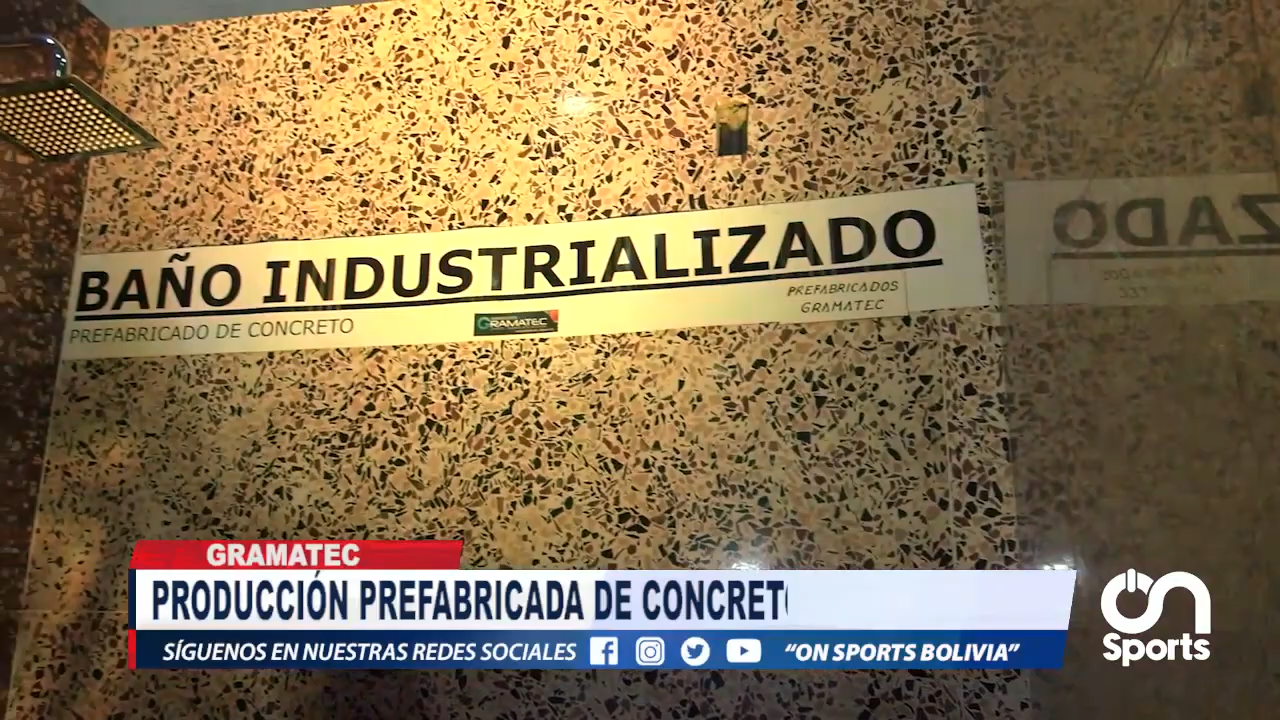 BAÑO INDUSTRIALIZADO
PREFABRICADO DE CONCRETO
GRAMATEC
PREFABRICADOS
GRAMATEC
ZADO
GRAMATEC
PRODUCCIÓN PREFABRICADA DE CONCRETO
SÍGUENOS EN NUESTRAS REDES SOCIALES "ON SPORTS BOLIVIA"
ON
Sports